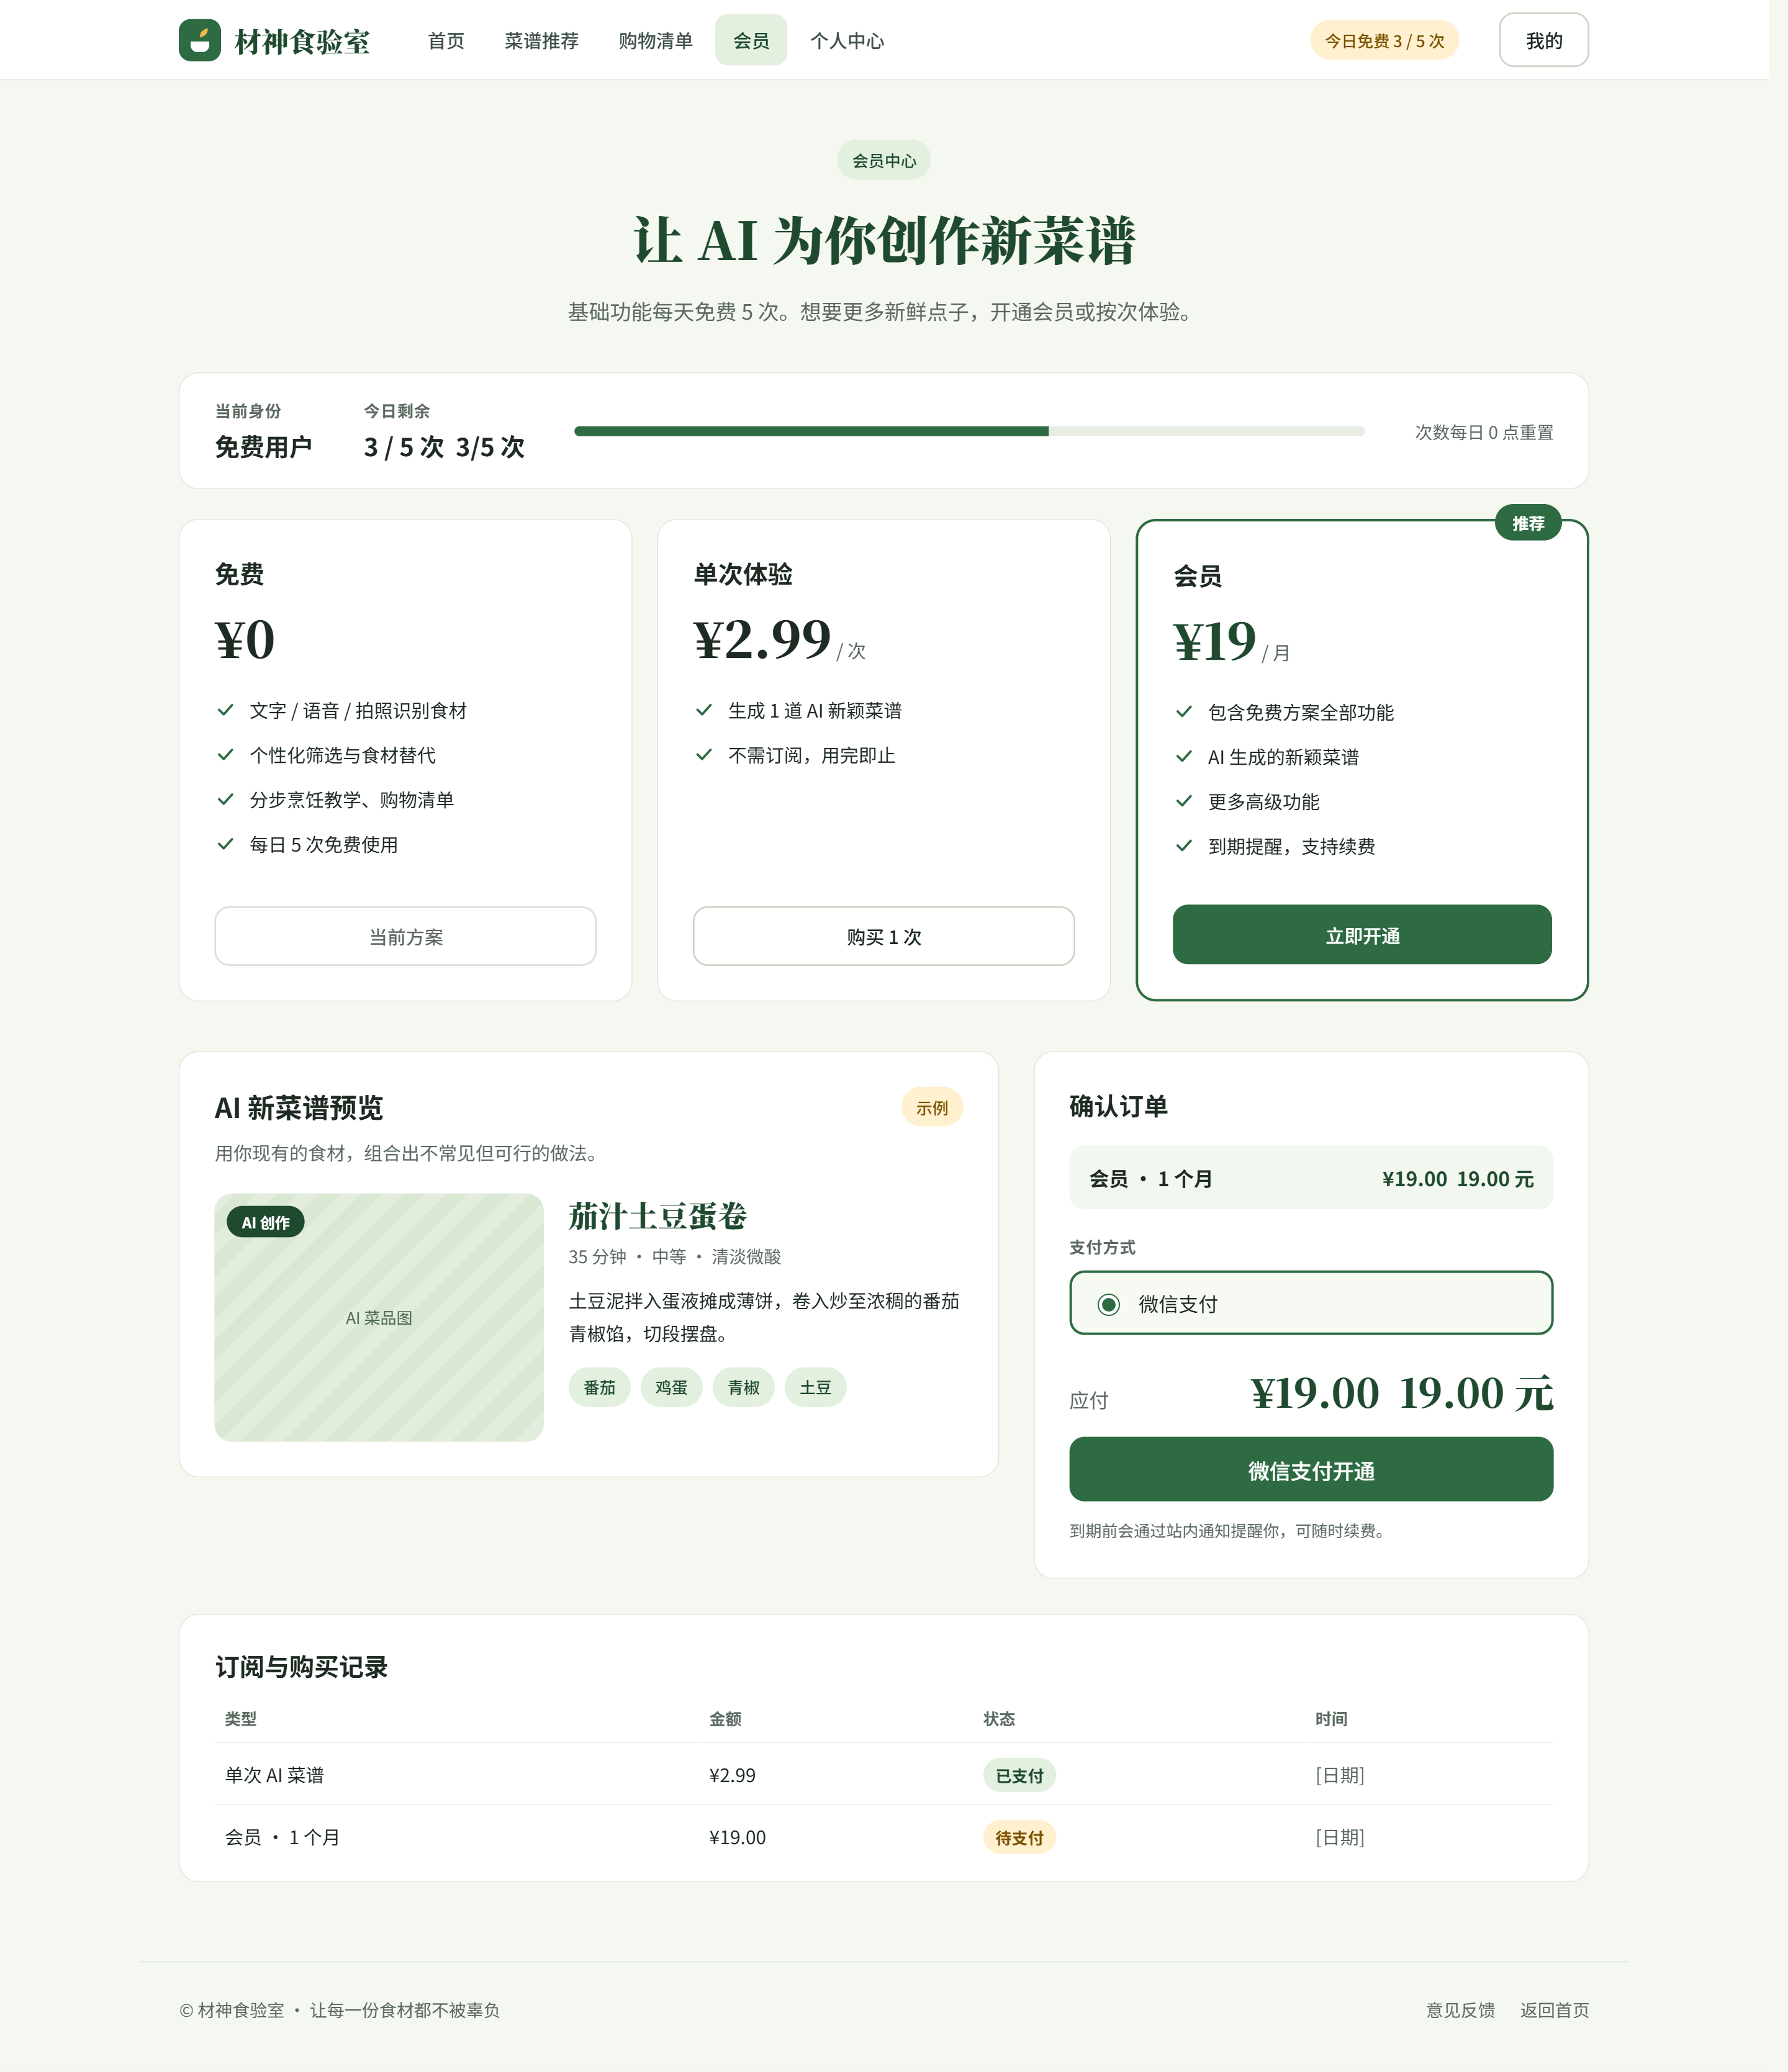 材神食验室
首页
菜谱推荐
购物清单
会员
个人中心
今日免费 3 / 5 次
我的
会员中心
让 AI 为你创作新菜谱
基础功能每天免费 5 次。想要更多新鲜点子，开通会员或按次体验。
当前身份
免费用户
今日剩余
3 / 5 次 3/5 次
次数每日 0 点重置
免费
¥0
文字 / 语音 / 拍照识别食材
个性化筛选与食材替代
分步烹饪教学、购物清单
每日 5 次免费使用
当前方案
单次体验
¥2.99 / 次
生成 1 道 AI 新颖菜谱
不需订阅，用完即止
购买 1 次
推荐
会员
¥19 / 月
包含免费方案全部功能
AI 生成的新颖菜谱
更多高级功能
到期提醒，支持续费
立即开通
AI 新菜谱预览
示例
用你现有的食材，组合出不常见但可行的做法。
AI 创作
AI 菜品图
茄汁土豆蛋卷
35 分钟 · 中等 · 清淡微酸
土豆泥拌入蛋液摊成薄饼，卷入炒至浓稠的番茄
青椒馅，切段摆盘。
番茄
鸡蛋
青椒
土豆
确认订单
会员 · 1 个月
¥19.00 19.00 元
支付方式
微信支付
应付
¥19.00 19.00 元
微信支付开通
到期前会通过站内通知提醒你，可随时续费。
订阅与购买记录
类型 金额 状态 时间
单次 AI 菜谱 ¥2.99 已支付 [日期]
会员 · 1 个月 ¥19.00 待支付 [日期]
© 材神食验室 · 让每一份食材都不被辜负
意见反馈
返回首页